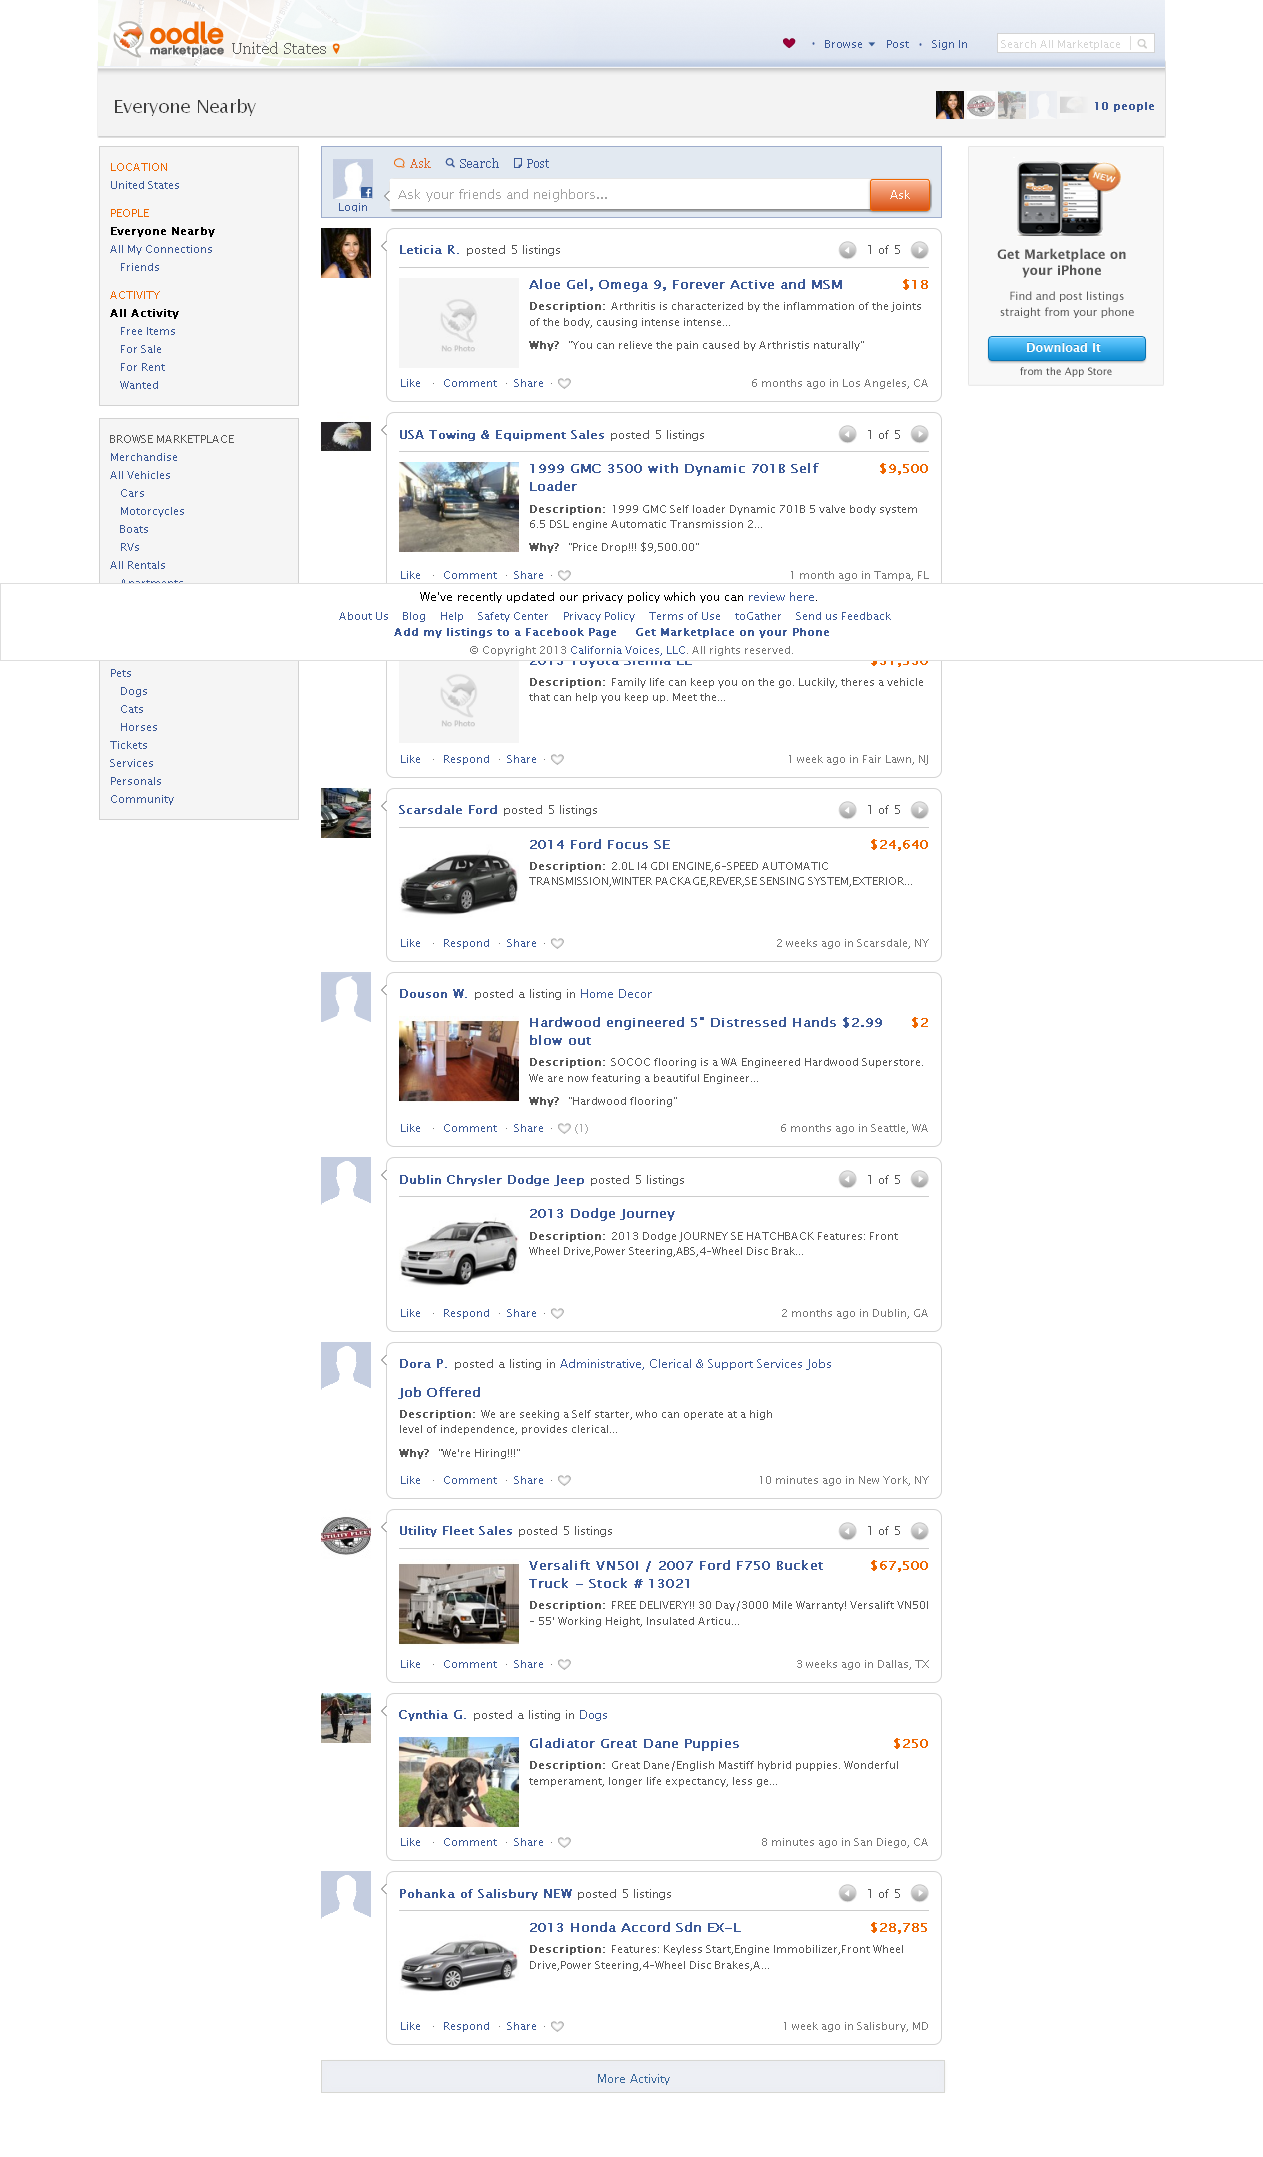 oodle
marketplace
United States
Browse
Post
Sign In
Search All Marketplace
Everyone Nearby
10 people
LOCATION
United States
PEOPLE
Everyone Nearby
All My Connections
Friends
ACTIVITY
All Activity
Free Items
For Sale
For Rent
Wanted
BROWSE MARKETPLACE
Merchandise
All Vehicles
Cars
Motorcycles
Boats
RVs
All Rentals
Apartments
Pets
Dogs
Cats
Horses
Tickets
Services
Personals
Community
Login
Ask Search Post
Ask your friends and neighbors...
Ask
Leticia R. posted 5 listings
1 of 5
Aloe Gel, Omega 9, Forever Active and MSM
$18
No Photo
Description: Arthritis is characterized by the inflammation of the joints
of the body, causing intense intense...
Why? "You can relieve the pain caused by Arthristis naturally"
Like · Comment · Share ·
6 months ago in Los Angeles, CA
USA Towing & Equipment Sales posted 5 listings
1 of 5
1999 GMC 3500 with Dynamic 701B Self
Loader
$9,500
Description: 1999 GMC Self loader Dynamic 701B 5 valve body system
6.5 DSL engine Automatic Transmission 2...
Why? "Price Drop!!! $9,500.00"
Like · Comment · Share ·
1 month ago in Tampa, FL
We've recently updated our privacy policy which you can review here.
About Us Blog Help Safety Center Privacy Policy Terms of Use toGather Send us Feedback
Add my listings to a Facebook Page Get Marketplace on your Phone
© Copyright 2013 California Voices, LLC. All rights reserved.
2013 Toyota Sienna LE
No Photo
Description: Family life can keep you on the go. Luckily, theres a vehicle
that can help you keep up. Meet the...
Like · Respond · Share ·
1 week ago in Fair Lawn, NJ
Scarsdale Ford posted 5 listings
1 of 5
2014 Ford Focus SE
$24,640
Description: 2.0L I4 GDI ENGINE,6-SPEED AUTOMATIC
TRANSMISSION,WINTER PACKAGE,REVER,SE SENSING SYSTEM,EXTERIOR...
Like · Respond · Share ·
2 weeks ago in Scarsdale, NY
Douson W. posted a listing in Home Decor
Hardwood engineered 5" Distressed Hands $2.99
blow out
$2
Description: SOCOC flooring is a WA Engineered Hardwood Superstore.
We are now featuring a beautiful Engineer...
Why? "Hardwood flooring"
Like · Comment · Share · (1)
6 months ago in Seattle, WA
Dublin Chrysler Dodge Jeep posted 5 listings
1 of 5
2013 Dodge Journey
Description: 2013 Dodge JOURNEY SE HATCHBACK Features: Front
Wheel Drive,Power Steering,ABS,4-Wheel Disc Brak...
Like · Respond · Share ·
2 months ago in Dublin, GA
Dora P. posted a listing in Administrative, Clerical & Support Services Jobs
Job Offered
Description: We are seeking a Self starter, who can operate at a high
level of independence, provides clerical...
Why? "We're Hiring!!!"
Like · Comment · Share ·
10 minutes ago in New York, NY
UTILITY FLEET
Utility Fleet Sales posted 5 listings
1 of 5
Versalift VN50I / 2007 Ford F750 Bucket
Truck - Stock # 13021
$67,500
Description: FREE DELIVERY!! 30 Day/3000 Mile Warranty! Versalift VN50I
- 55' Working Height, Insulated Articu...
Like · Comment · Share ·
3 weeks ago in Dallas, TX
Cynthia G. posted a listing in Dogs
Gladiator Great Dane Puppies
$250
Description: Great Dane/English Mastiff hybrid puppies. Wonderful
temperament, longer life expectancy, less ge...
Like · Comment · Share ·
8 minutes ago in San Diego, CA
Pohanka of Salisbury NEW posted 5 listings
1 of 5
2013 Honda Accord Sdn EX-L
$28,785
Description: Features: Keyless Start,Engine Immobilizer,Front Wheel
Drive,Power Steering,4-Wheel Disc Brakes,A...
Like · Respond · Share ·
1 week ago in Salisbury, MD
More Activity
NEW
Get Marketplace on
your iPhone
Find and post listings
straight from your phone
Download It
from the App Store